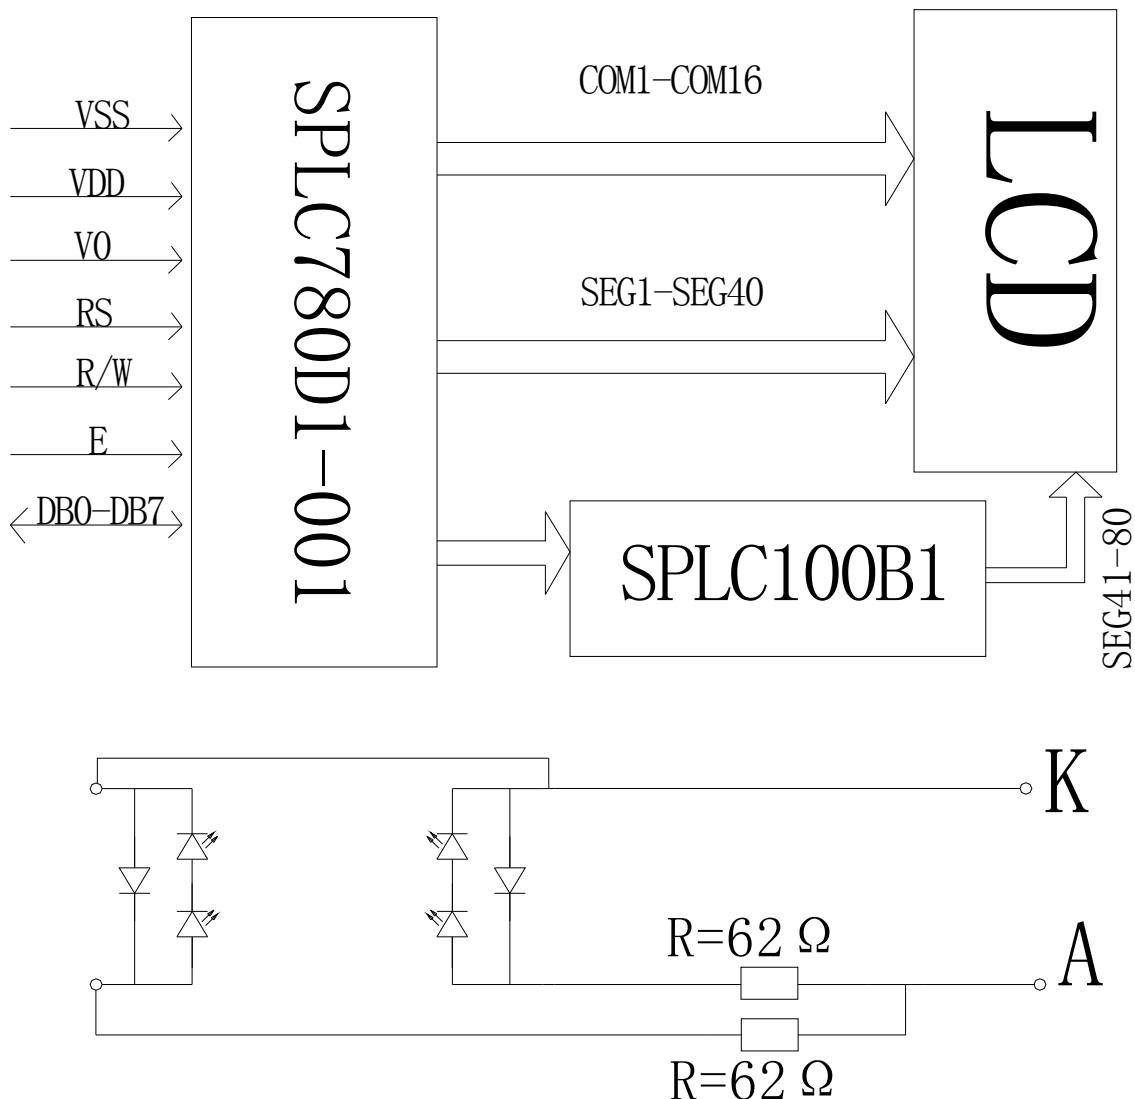 VSS
VDD
V0
RS
R/W
E
DB0-DB7
SPLC780D1-001
COM1-COM16
SEG1-SEG40
LCD
SPLC100B1
SEG41-80
K
R=62 Ω
A
R=62 Ω